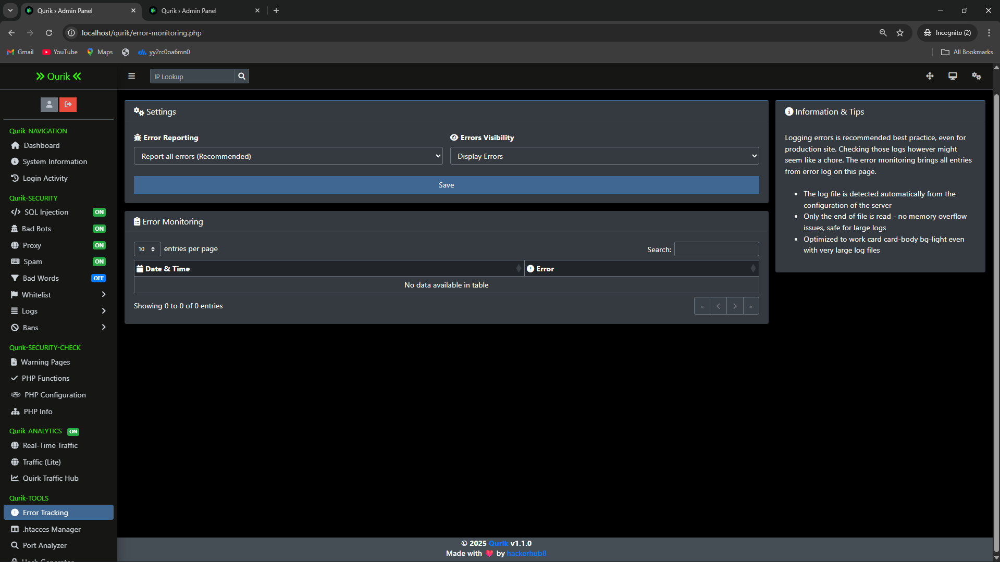 Qurik › Admin Panel
Qurik › Admin Panel
localhost/qurik/error-monitoring.php
Incognito (2)
Gmail
YouTube
Maps
yy2rc0oa6mn0
All Bookmarks
Qurik
IP Lookup
Qurik-NAVIGATION
Dashboard
System Information
Login Activity
Qurik-SECURITY
SQL Injection ON
Bad Bots ON
Proxy ON
Spam ON
Bad Words OFF
Whitelist
Logs
Bans
Qurik-SECURITY-CHECK
Warning Pages
PHP Functions
php PHP Configuration
PHP Info
Qurik-ANALYTICS ON
Real-Time Traffic
Traffic (Lite)
Quirk Traffic Hub
Qurik-TOOLS
Error Tracking
.htacces Manager
Port Analyzer
Settings
Error Reporting
Report all errors (Recommended)
Errors Visibility
Display Errors
Save
Error Monitoring
10 entries per page
Search:
Date & Time
Error
No data available in table
Showing 0 to 0 of 0 entries
« ‹ › »
Information & Tips
Logging errors is recommended best practice, even for
production site. Checking those logs however might
seem like a chore. The error monitoring brings all entries
from error log on this page.
• The log file is detected automatically from the
configuration of the server
• Only the end of file is read - no memory overflow
issues, safe for large logs
• Optimized to work card card-body bg-light even
with very large log files
© 2025 Qurik v1.1.0
Made with ❤ by hackerhub8